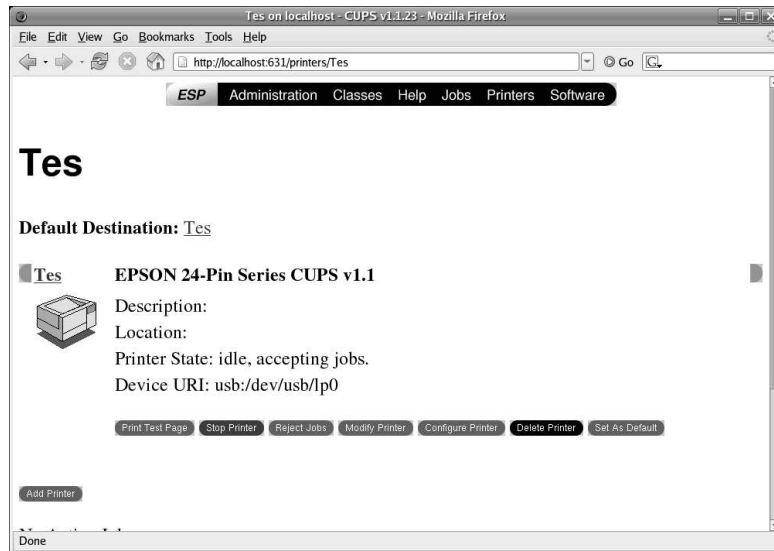 Tes on localhost - CUPS v1.1.23 - Mozilla Firefox
File Edit View Go Bookmarks Tools Help
http://localhost:631/printers/Tes Go G
ESP Administration Classes Help Jobs Printers Software
Tes
Default Destination: Tes
Tes EPSON 24-Pin Series CUPS v1.1
Description:
Location:
Printer State: idle, accepting jobs.
Device URI: usb:/dev/usb/lp0
Print Test Page Stop Printer Reject Jobs Modify Printer Configure Printer Delete Printer Set As Default
Add Printer
Done